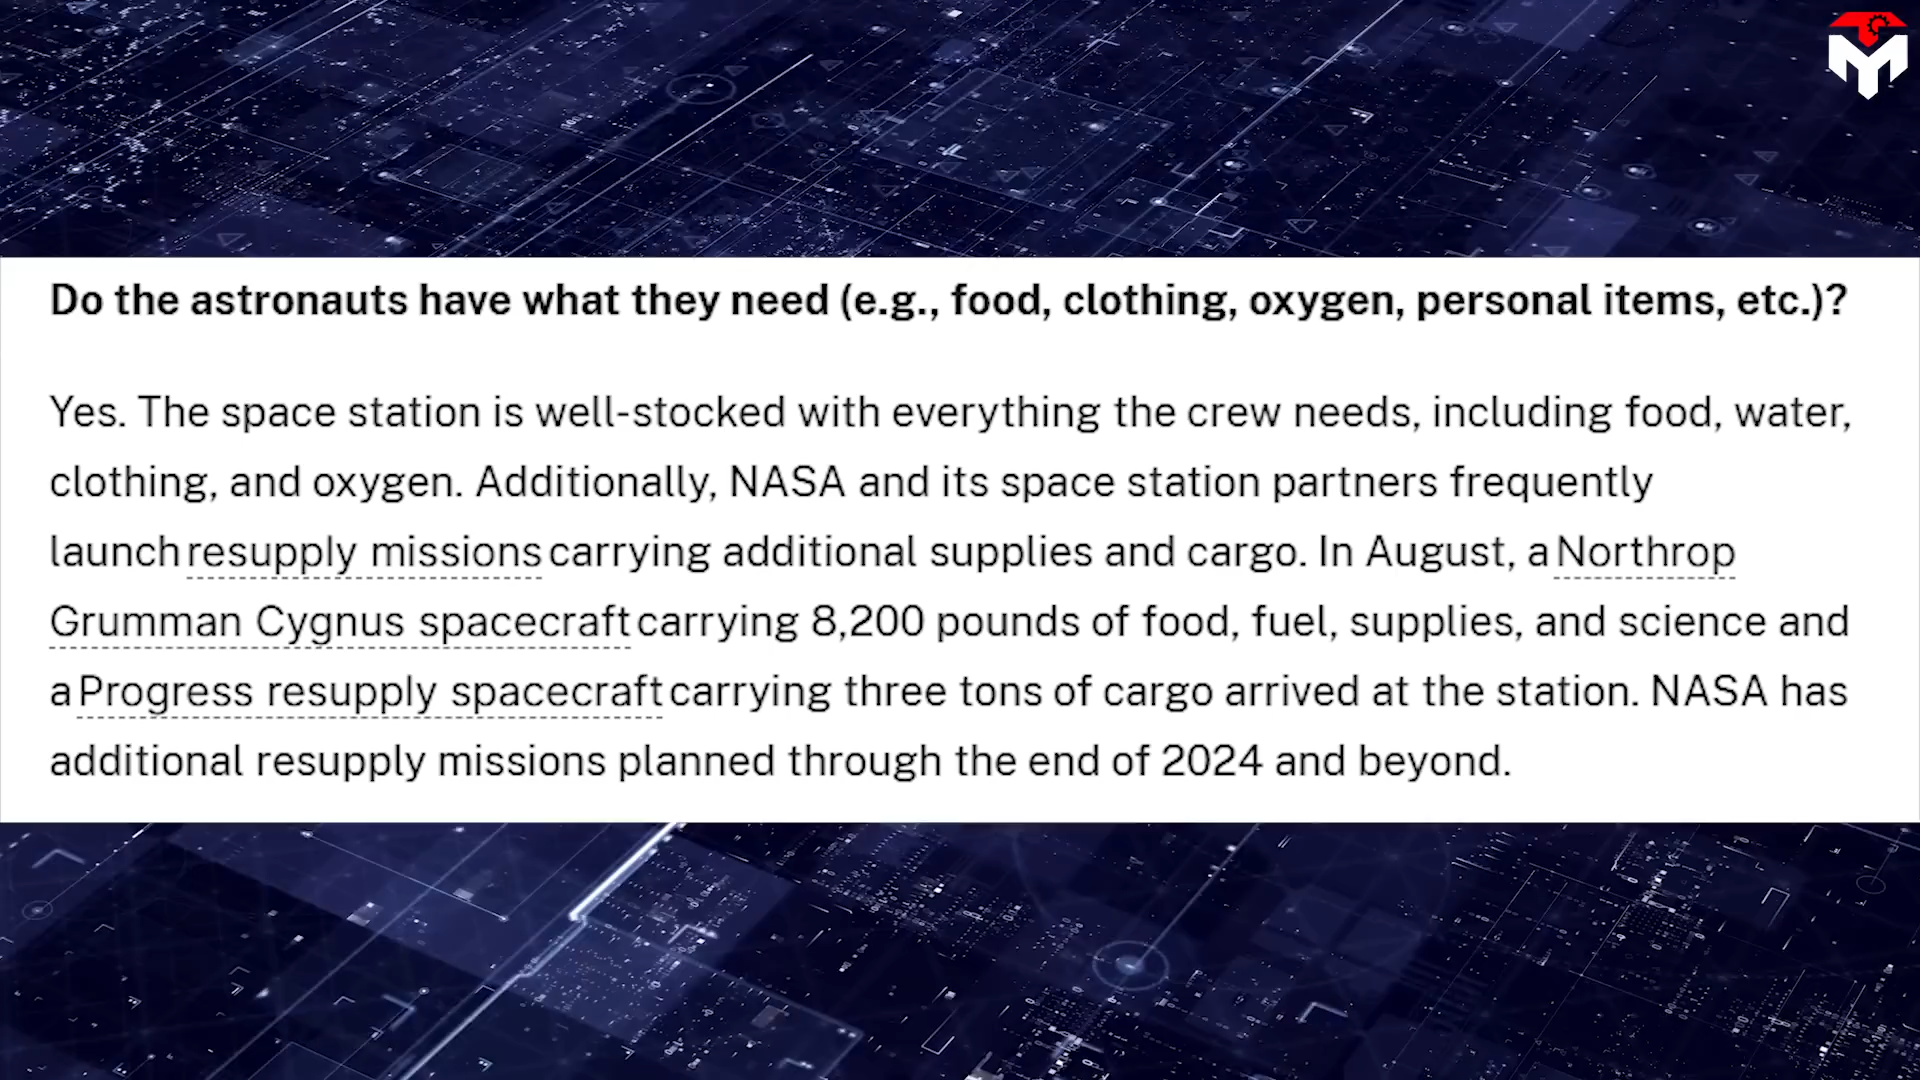 Do the astronauts have what they need (e.g., food, clothing, oxygen, personal items, etc.)?
Yes. The space station is well-stocked with everything the crew needs, including food, water,
clothing, and oxygen. Additionally, NASA and its space station partners frequently
launch resupply missions carrying additional supplies and cargo. In August, a Northrop
Grumman Cygnus spacecraft carrying 8,200 pounds of food, fuel, supplies, and science and
a Progress resupply spacecraft carrying three tons of cargo arrived at the station. NASA has
additional resupply missions planned through the end of 2024 and beyond.